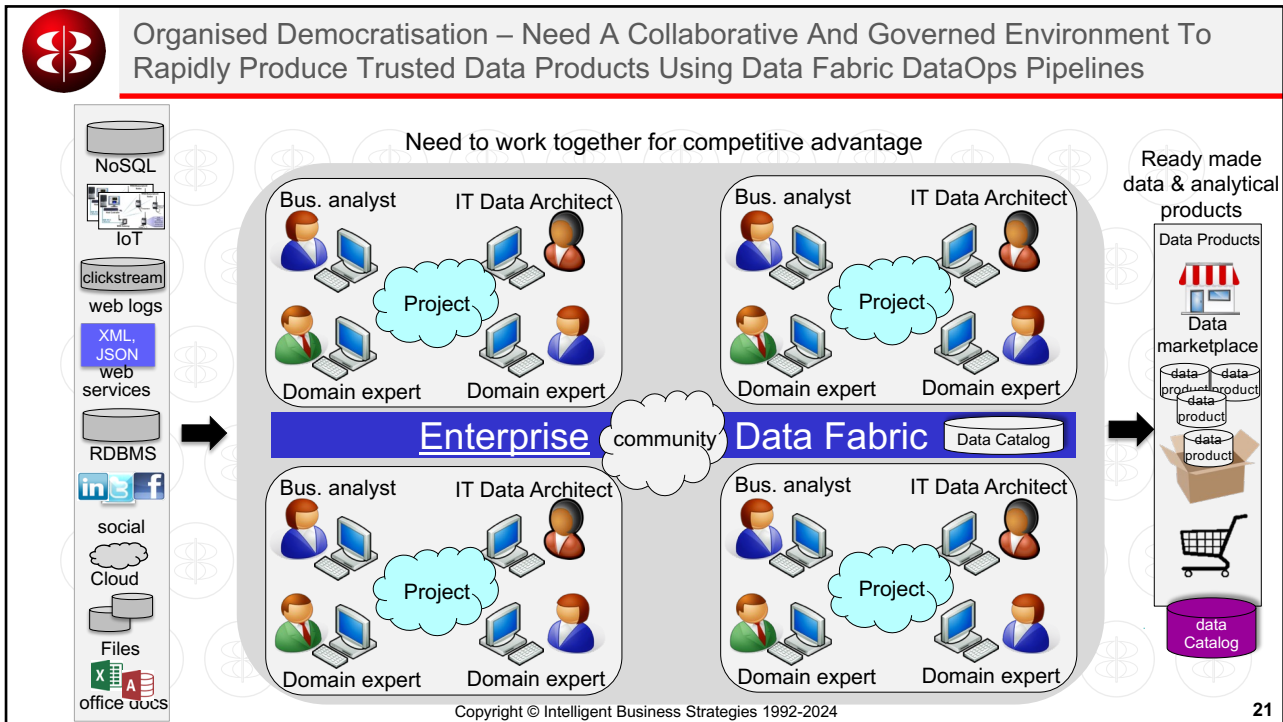 Organised Democratisation – Need A Collaborative And Governed Environment To
Rapidly Produce Trusted Data Products Using Data Fabric DataOps Pipelines
NoSQL
IoT
clickstream
web logs
XML,
JSON
web
services
RDBMS
in
f
social
Cloud
Files
X
A
office docs
Need to work together for competitive advantage
Bus. analyst
IT Data Architect
Project
Domain expert
Domain expert
Bus. analyst
IT Data Architect
Project
Domain expert
Domain expert
Enterprise
community
Data Fabric
Data Catalog
Bus. analyst
IT Data Architect
Project
Domain expert
Domain expert
Bus. analyst
IT Data Architect
Project
Domain expert
Domain expert
Ready made
data & analytical
products
Data Products
Data
marketplace
data
product
data
product
data
product
data
product
data
Catalog
Copyright © Intelligent Business Strategies 1992-2024
21